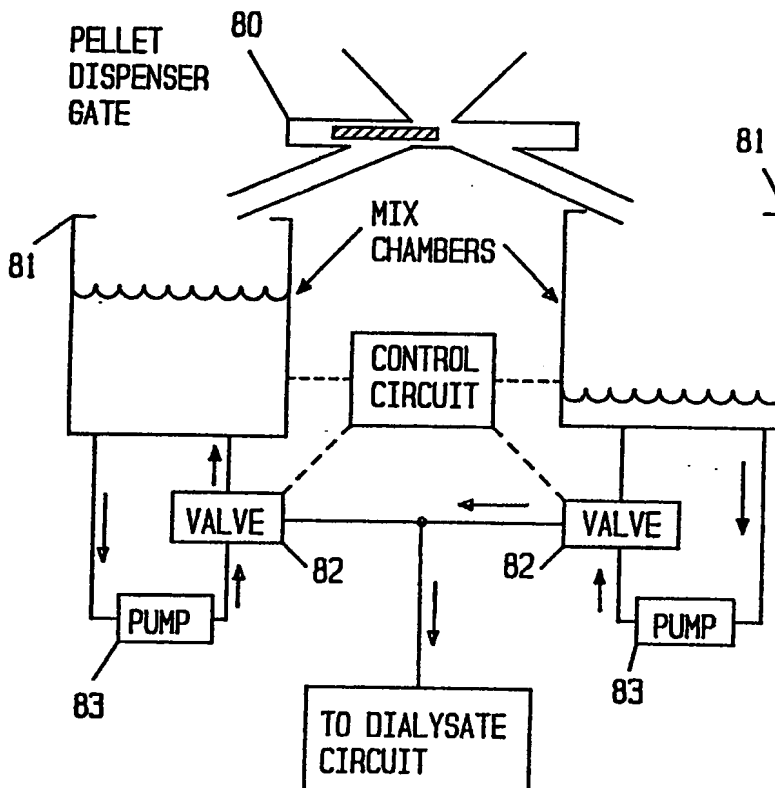 PELLET
DISPENSER
GATE
80
81
81
MIX
CHAMBERS
CONTROL
CIRCUIT
VALVE
VALVE
82
82
PUMP
PUMP
83
83
TO DIALYSATE
CIRCUIT